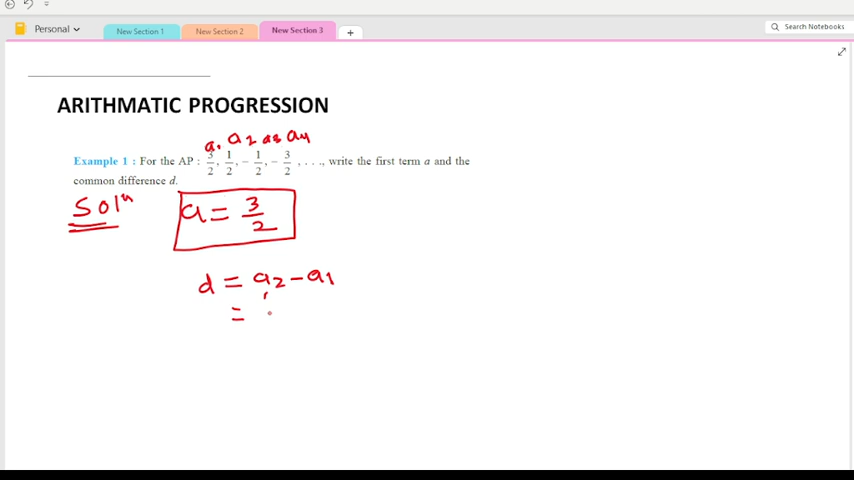 Personal
New Section 1
New Section 2
New Section 3
+
Search Notebooks
ARITHMATIC PROGRESSION
a1 a2 a3 a4
Example 1 : For the AP : 3/2, 1/2, – 1/2, – 3/2, . . ., write the first term a and the
common difference d.
Soln
a = 3/2
d = a2 – a1
=